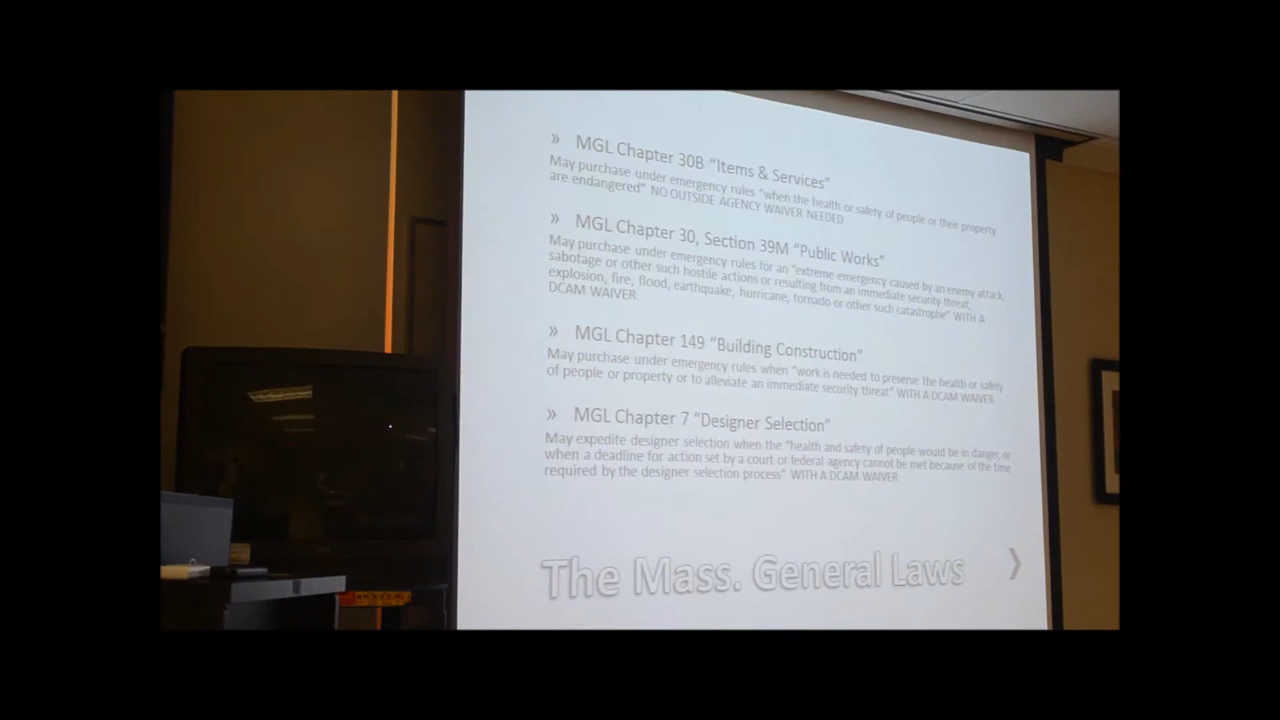 » MGL Chapter 30B “Items & Services”
May purchase under emergency rules “when the health or safety of people or their property
are endangered” NO OUTSIDE AGENCY WAIVER NEEDED
» MGL Chapter 30, Section 39M “Public Works”
May purchase under emergency rules for an “extreme emergency caused by an enemy attack,
sabotage or other such hostile actions or resulting from an immediate security threat,
explosion, fire, flood, earthquake, hurricane, tornado or other such catastrophe” WITH A
DCAM WAIVER
» MGL Chapter 149 “Building Construction”
May purchase under emergency rules when “work is needed to preserve the health or safety
of people or property or to alleviate an immediate security threat” WITH A DCAM WAIVER
» MGL Chapter 7 “Designer Selection”
May expedite designer selection when the “health and safety of people would be in danger, or
when a deadline for action set by a court or federal agency cannot be met because of the time
required by the designer selection process” WITH A DCAM WAIVER
The Mass. General Laws